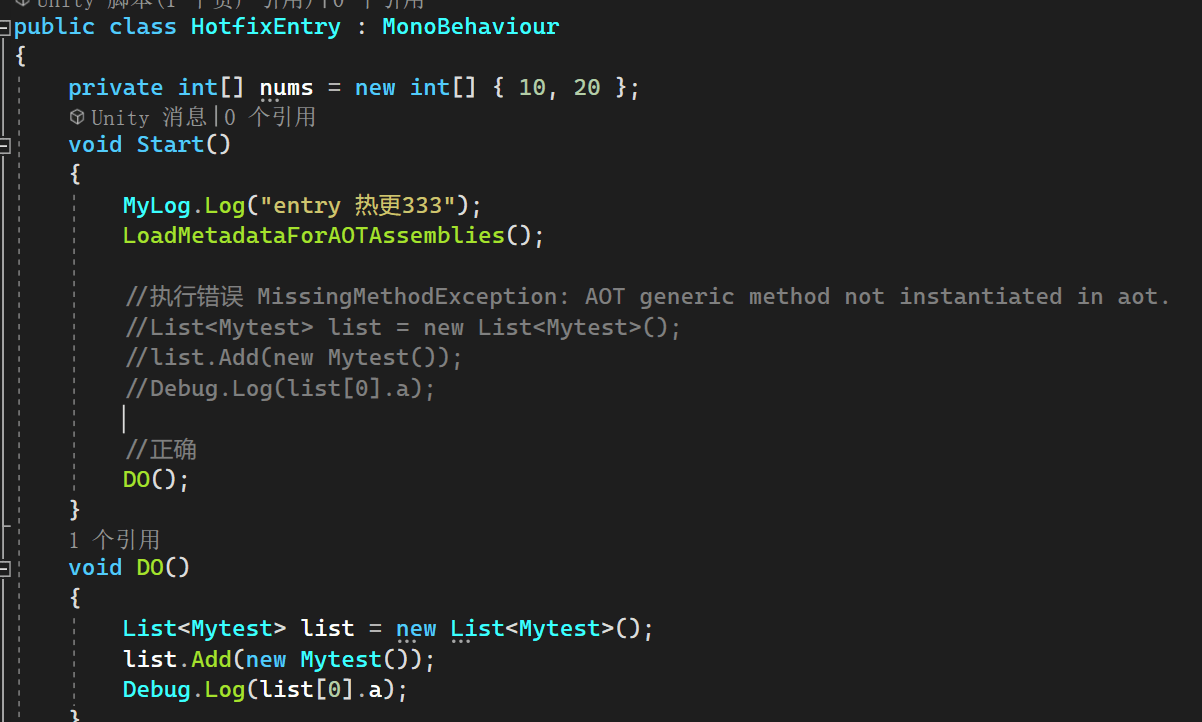 public class HotfixEntry : MonoBehaviour
{
private int[] nums = new int[] { 10, 20 };
Unity 消息|0 个引用
void Start()
{
MyLog.Log("entry 热更333");
LoadMetadataForAOTAssemblies();
//执行错误 MissingMethodException: AOT generic method not instantiated in aot.
//List<Mytest> list = new List<Mytest>();
//list.Add(new Mytest());
//Debug.Log(list[0].a);
//正确
DO();
}
1 个引用
void DO()
{
List<Mytest> list = new List<Mytest>();
list.Add(new Mytest());
Debug.Log(list[0].a);
}